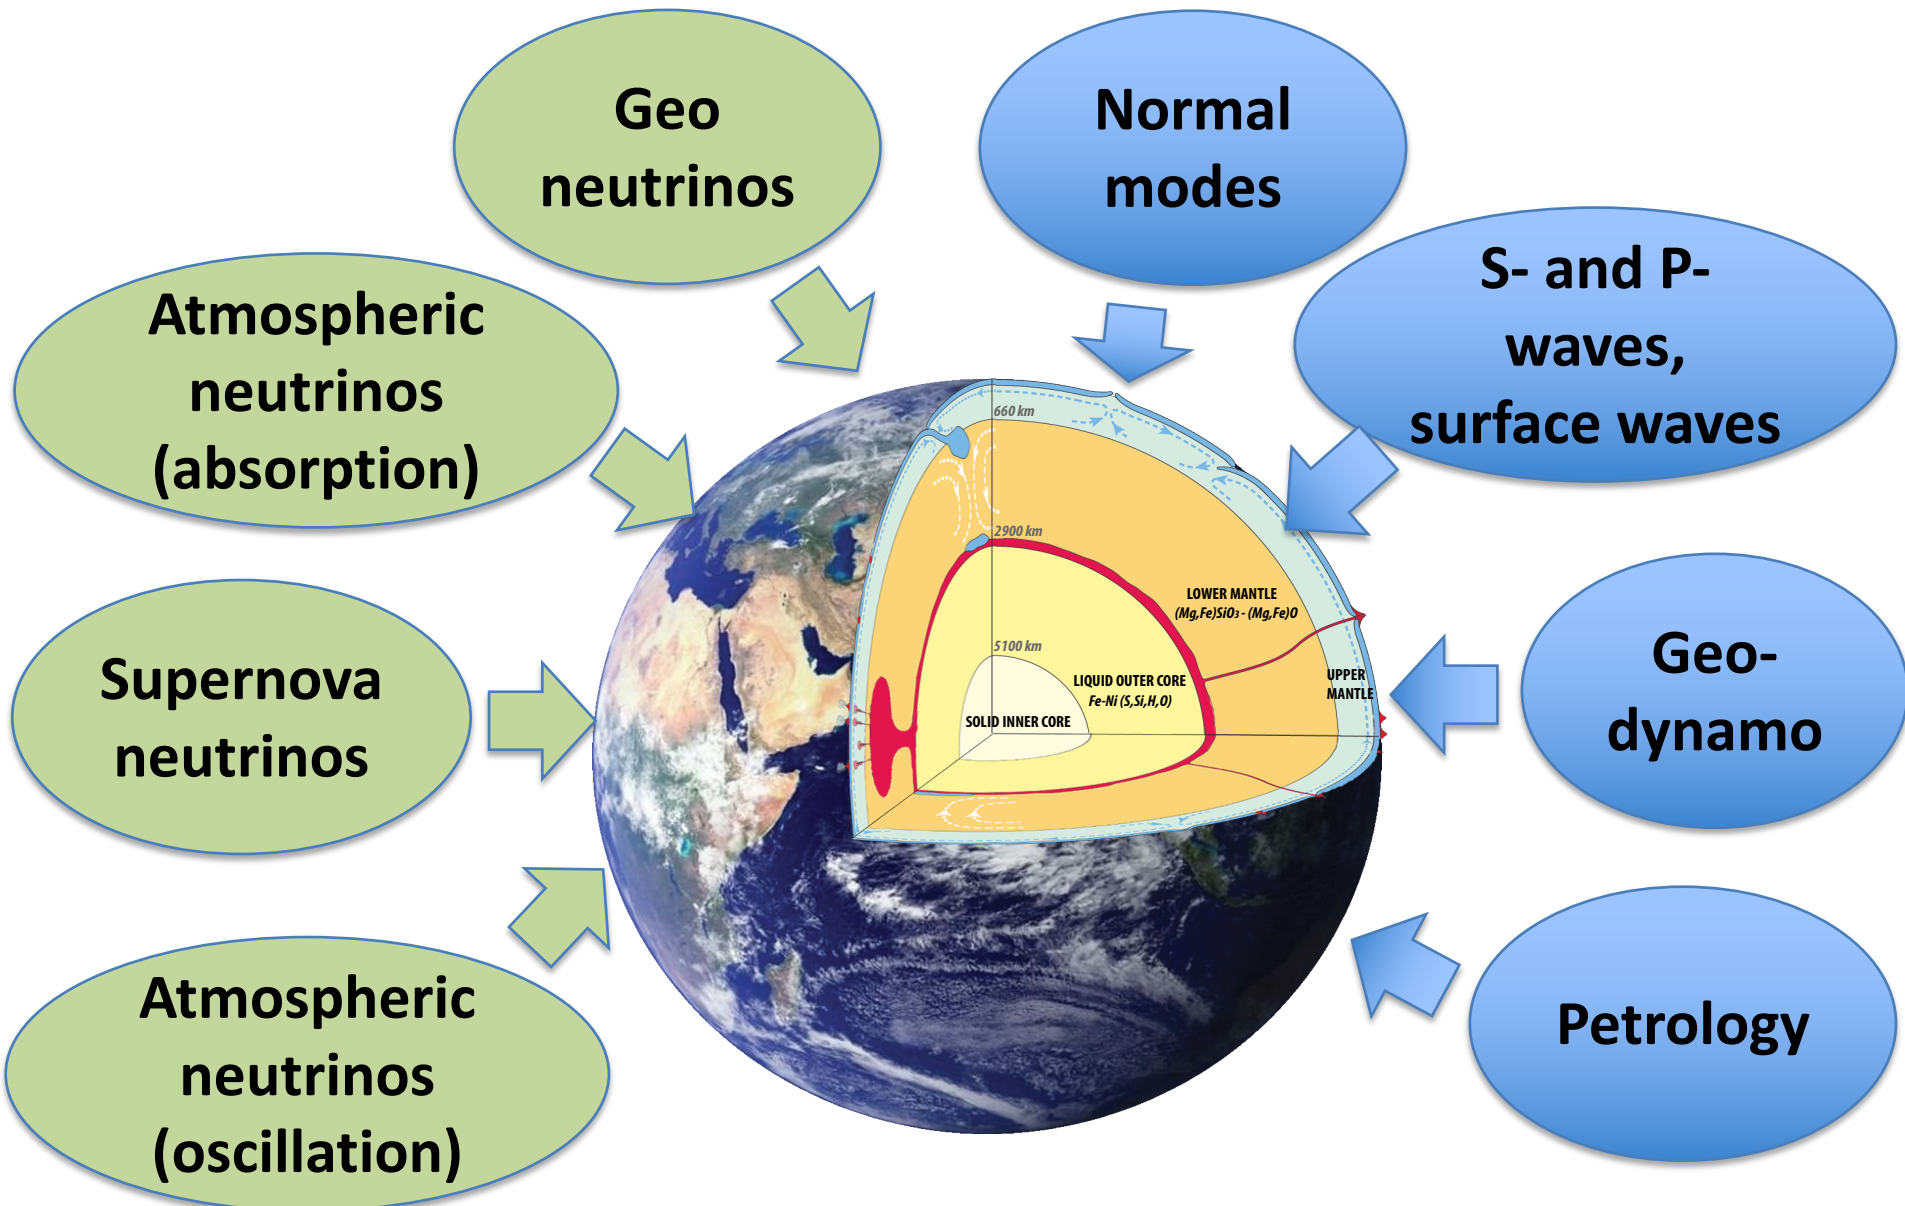 Geo
neutrinos
Normal
modes
Atmospheric
neutrinos
(absorption)
S- and P-
waves,
surface waves
Supernova
neutrinos
Geo-
dynamo
Atmospheric
neutrinos
(oscillation)
Petrology
660 km
2900 km
5100 km
LOWER MANTLE
(Mg,Fe)SiO₃ - (Mg,Fe)O
UPPER
MANTLE
LIQUID OUTER CORE
Fe-Ni (S,Si,H,O)
SOLID INNER CORE